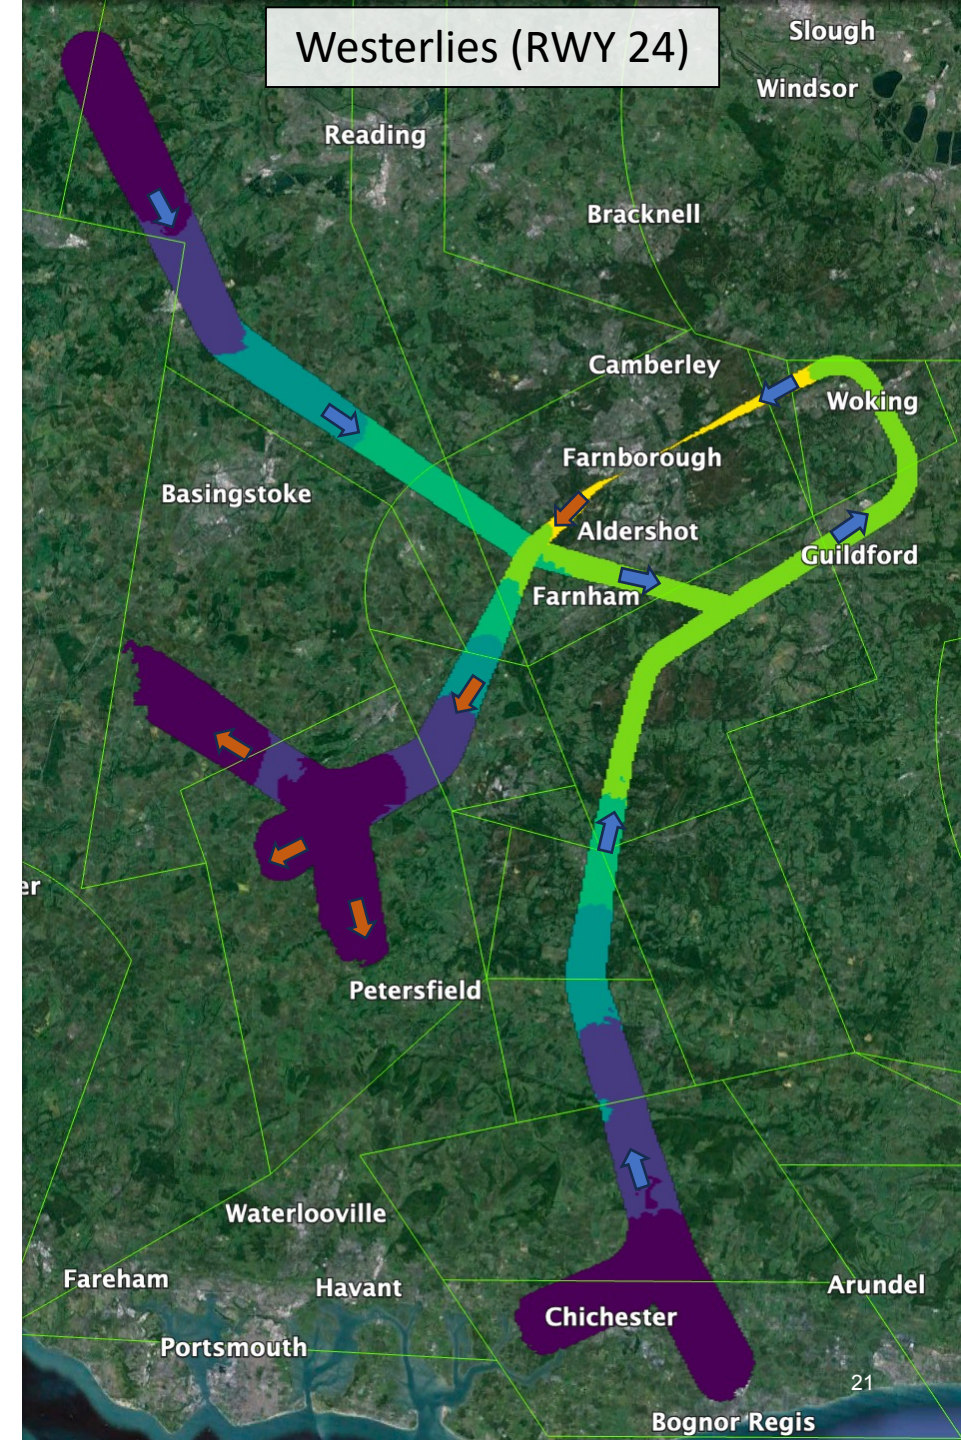 Westerlies (RWY 24)
Slough
Windsor
Reading
Bracknell
Camberley
Woking
Farnborough
Basingstoke
Aldershot
Guildford
Farnham
er
Petersfield
Waterlooville
Fareham
Havant
Arundel
Chichester
Portsmouth
21
Bognor Regis